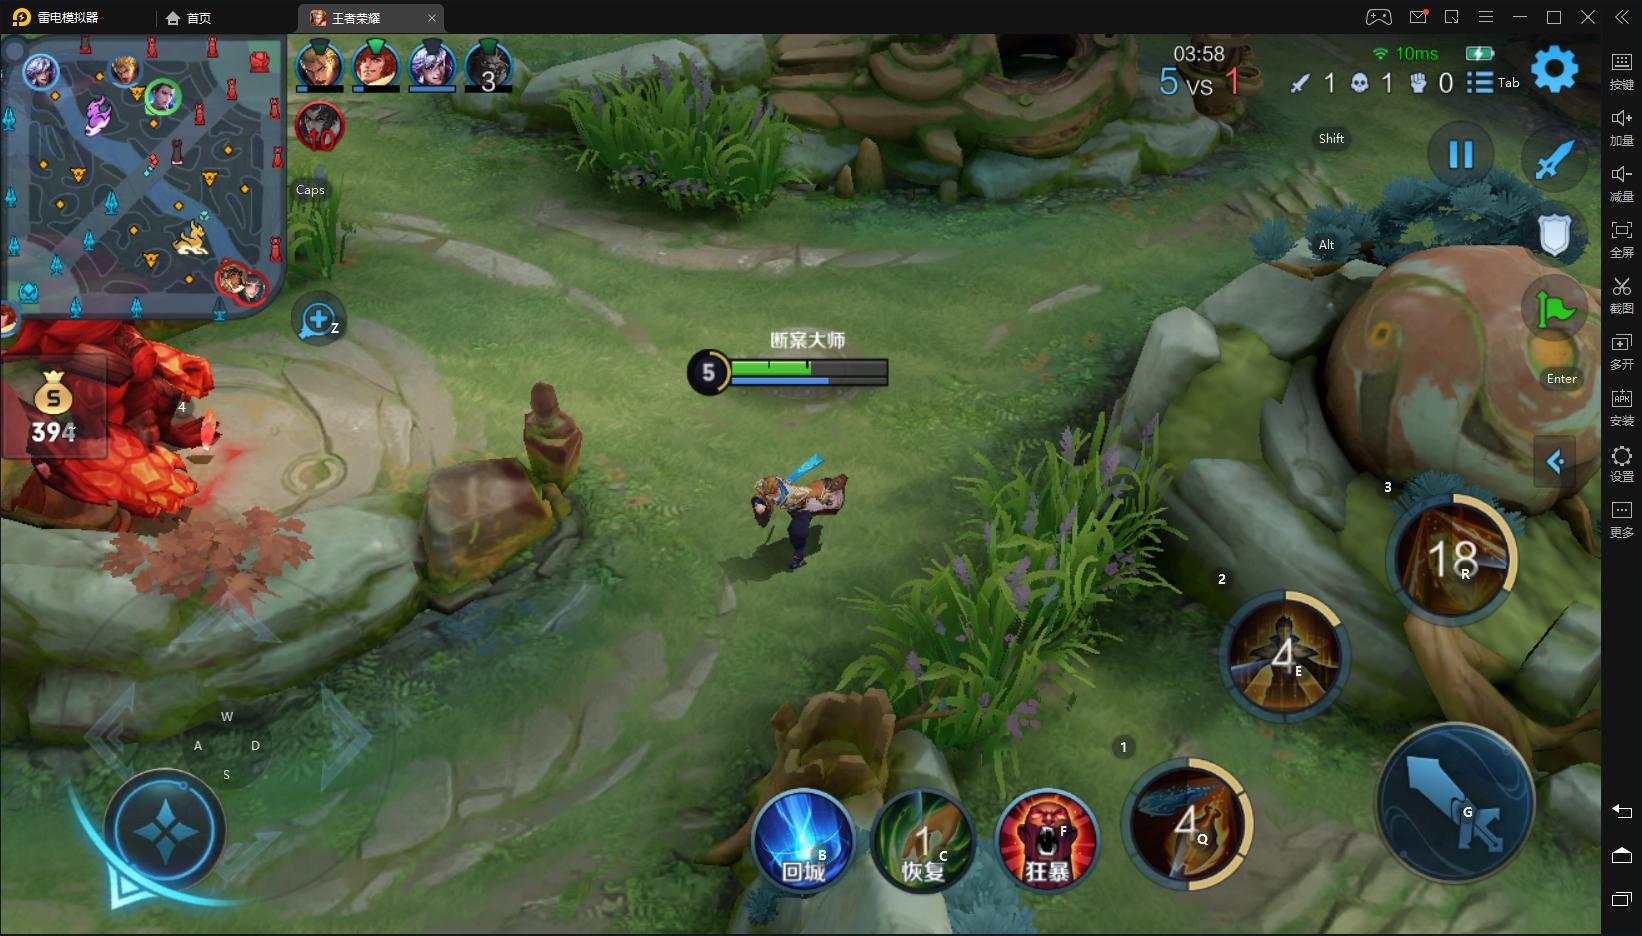 雷电模拟器
首页
王者荣耀
3
10
Caps
03:58
5 VS 1
10ms
1 1 0
Tab
Shift
Alt
Enter
按键
加量
减量
全屏
截图
多开
安装
设置
更多
APK
Z
S
394
4
断案大师
5
3
18
R
2
4
E
1
4
Q
G
W
A D
S
B
回城
1
C
恢复
F
狂暴